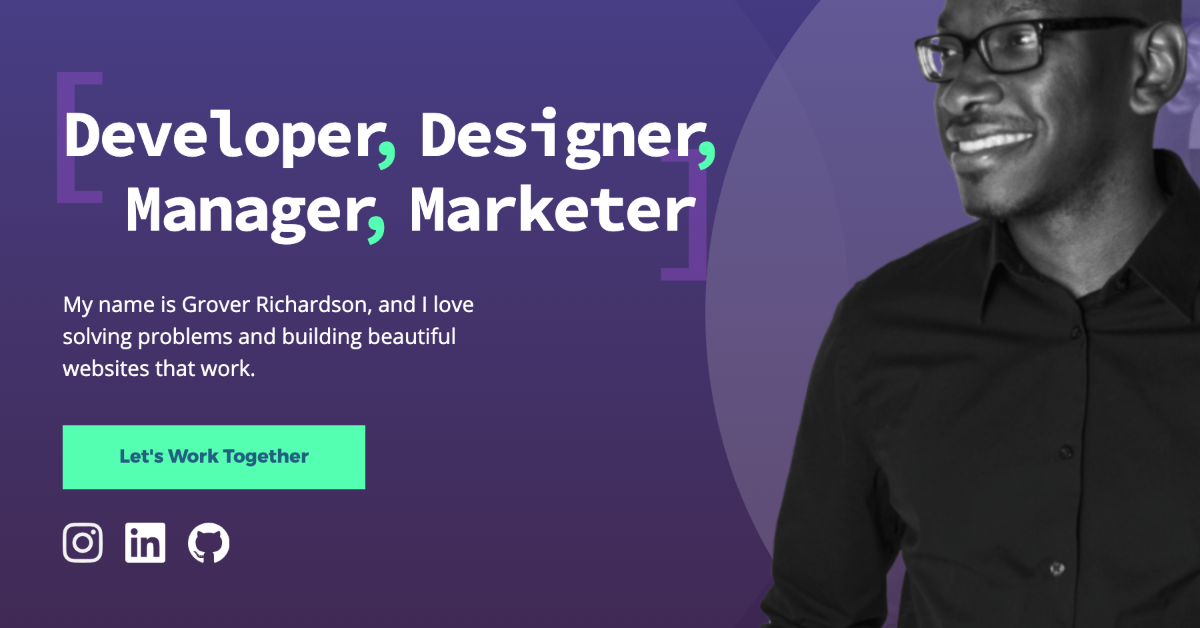 Developer, Designer,
Manager, Marketer
My name is Grover Richardson, and I love
solving problems and building beautiful
websites that work.
Let's Work Together
in